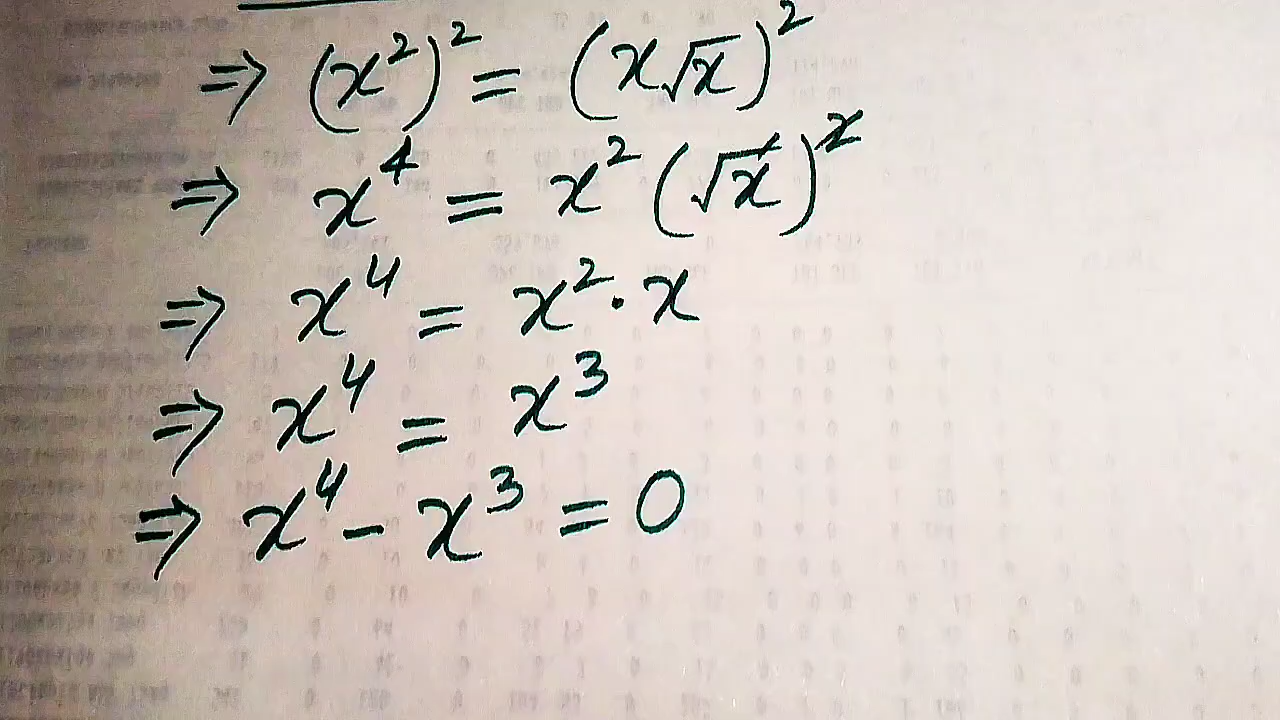 ⇒ (x²)² = (x√x)²
⇒ x⁴ = x²(√x)²
⇒ x⁴ = x²·x
⇒ x⁴ = x³
⇒ x⁴ - x³ = 0